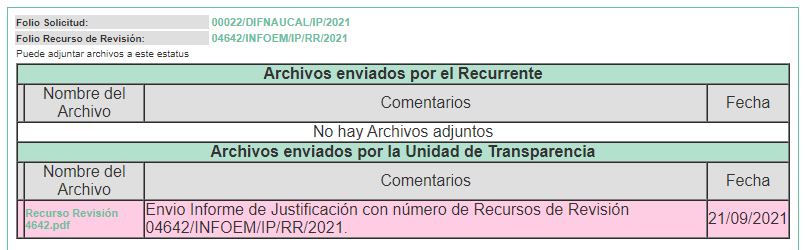 Folio Solicitud: 00022/DIFNAUCAL/IP/2021
Folio Recurso de Revisión: 04642/INFOEM/IP/RR/2021
Puede adjuntar archivos a este estatus
Archivos enviados por el Recurrente
Nombre del Archivo Comentarios Fecha
No hay Archivos adjuntos
Archivos enviados por la Unidad de Transparencia
Nombre del Archivo Comentarios Fecha
Recurso Revisión
4642.pdf
Envio Informe de Justificación con número de Recursos de Revisión
04642/INFOEM/IP/RR/2021.
21/09/2021